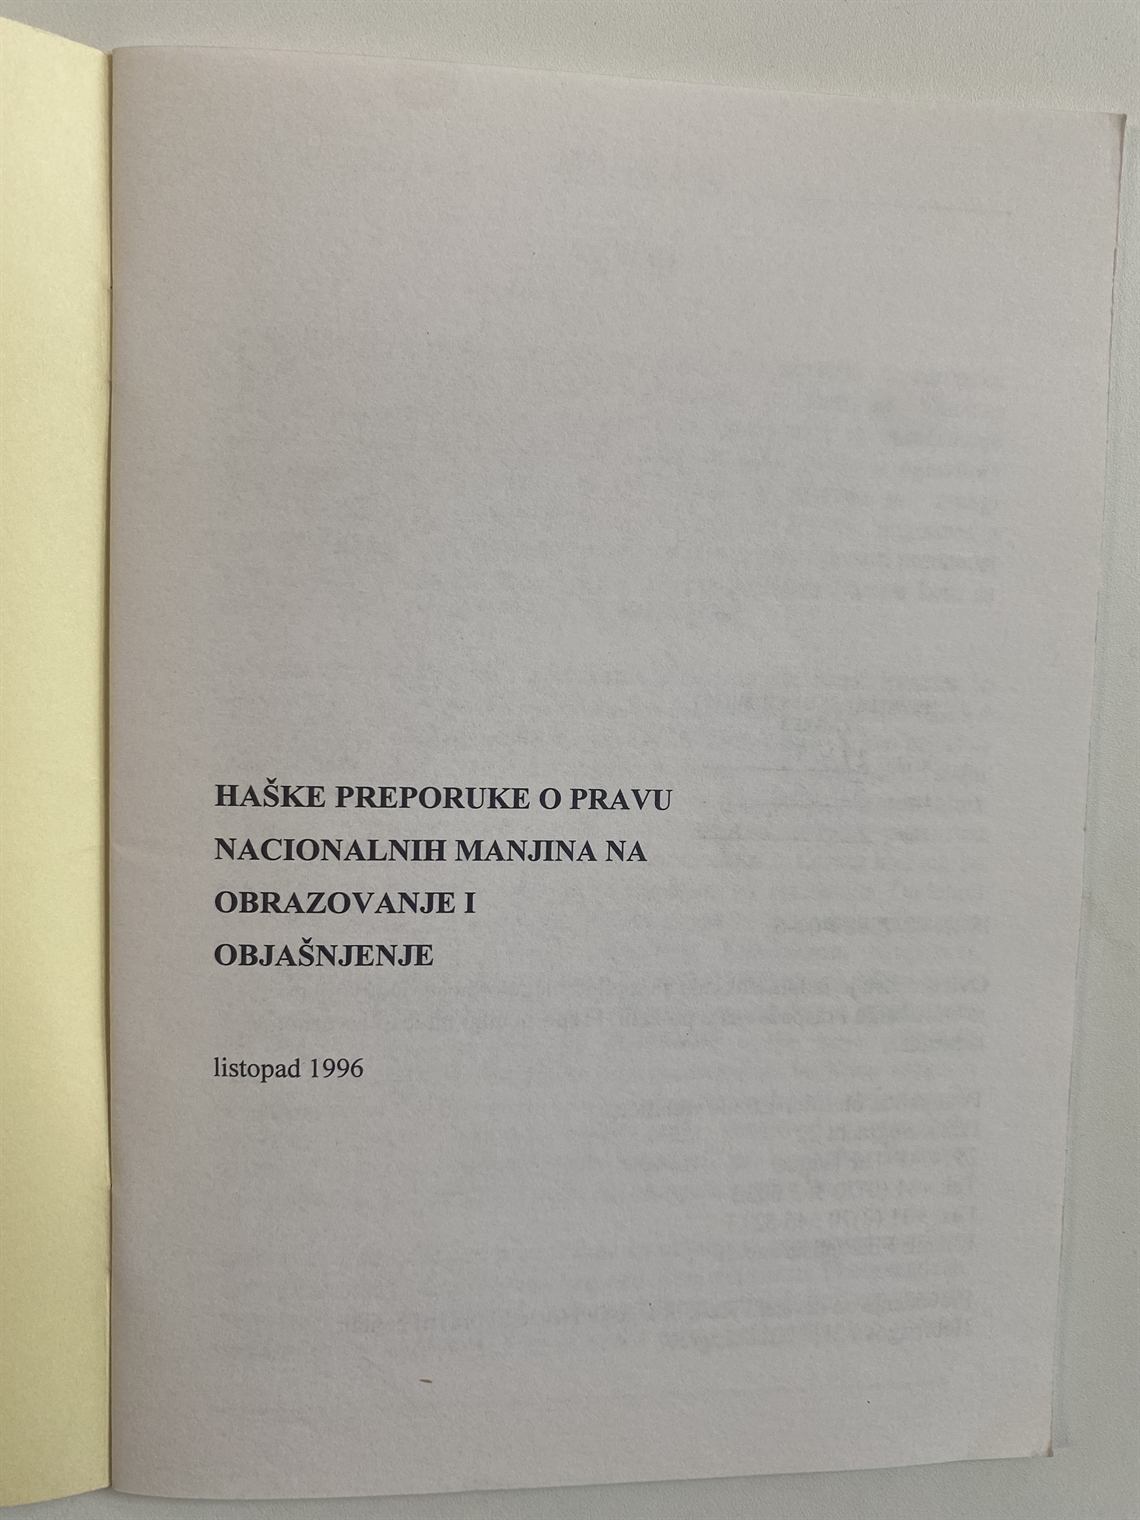 HAŠKE PREPORUKE O PRAVU
NACIONALNIH MANJINA NA
OBRAZOVANJE I
OBJAŠNJENJE
listopad 1996